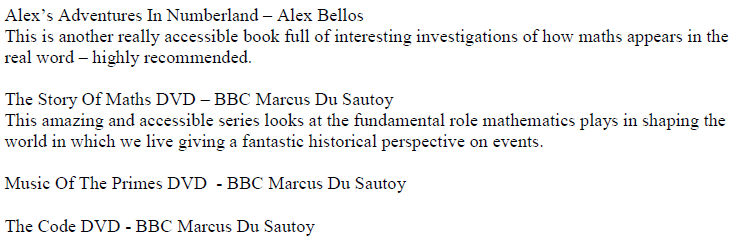 Alex’s Adventures In Numberland – Alex Bellos
This is another really accessible book full of interesting investigations of how maths appears in the
real word – highly recommended.
The Story Of Maths DVD – BBC Marcus Du Sautoy
This amazing and accessible series looks at the fundamental role mathematics plays in shaping the
world in which we live giving a fantastic historical perspective on events.
Music Of The Primes DVD  - BBC Marcus Du Sautoy
The Code DVD - BBC Marcus Du Sautoy